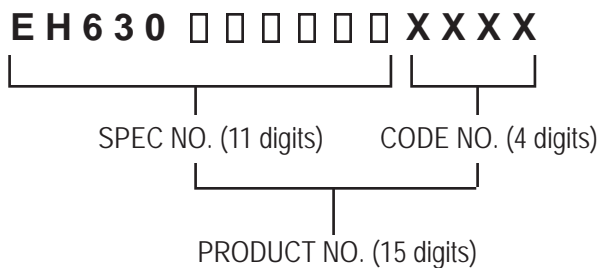 EH630 □□□□□□ XXXX
SPEC NO. (11 digits) CODE NO. (4 digits)
PRODUCT NO. (15 digits)